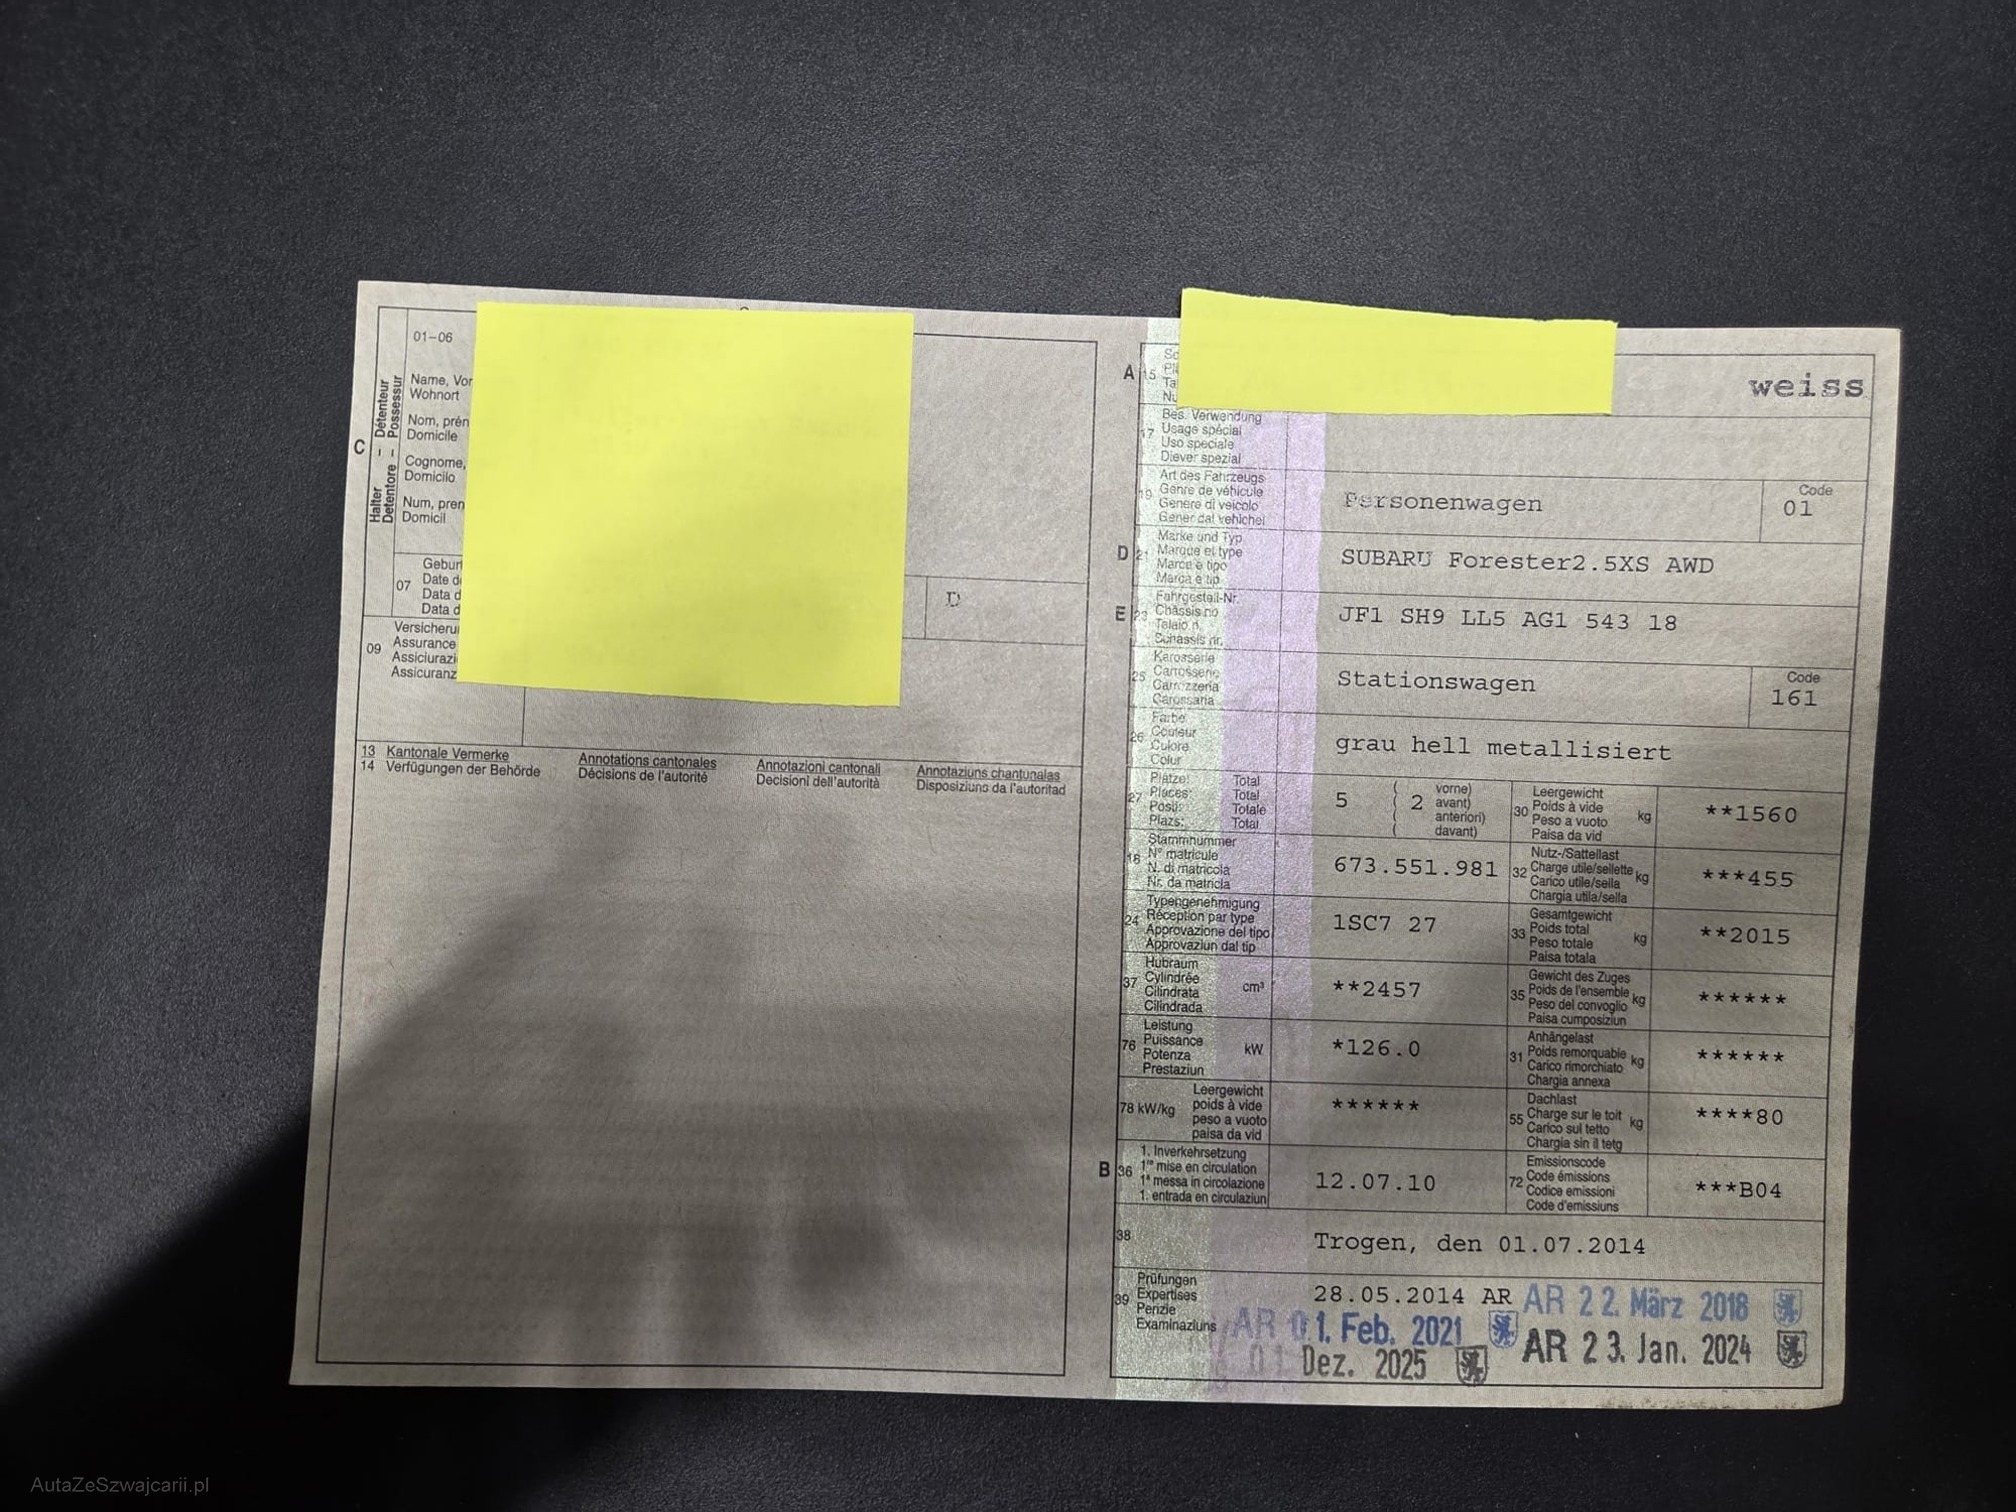 01–06
Name, Vor
Wohnort
Nom, prén
Domicile
Cognome,
Domicilo
Num, pren
Domicil
C
Halter – Détenteur
Detentore – Possessur
07
Gebur
Date d
Data d
Data d
D
09
Versicheru
Assurance
Assiciurazi
Assicuranz
13 Kantonale Vermerke Annotations cantonales Annotazioni cantonali Annotaziuns chantunalas
14 Verfügungen der Behörde Décisions de l'autorité Decisioni dell'autorità Disposiziuns da l'autoritad
A 15
weiss
17
Bes. Verwendung
Usage spécial
Uso speciale
Diever spezial
19
Art des Fahrzeugs
Genre de véhicule
Genere di veicolo
Gener dal vehichel
Personenwagen
Code
01
D 21
Marke und Typ
Marque et type
Marca e tipo
Marca e tip
SUBARU Forester2.5XS AWD
E 23
Fahrgestell-Nr.
Châssis no
Telaio n.
Schassis nr.
JF1 SH9 LL5 AG1 543 18
25
Karosserie
Carrosserie
Carrozzeria
Carossaria
Stationswagen
Code
161
26
Farbe
Couleur
Colore
Colur
grau hell metallisiert
27
Plätze: Total
Places: Total
Posti: Totale
Plazs: Total
5 ( 2 vorne)
avant)
anteriori)
davant)
30
Leergewicht
Poids à vide
Peso a vuoto
Paisa da vid
kg
**1560
18
Stammnummer
N° matricule
N. di matricola
Nr. da matricla
673.551.981
32
Nutz-/Sattellast
Charge utile/sellette
Carico utile/sella
Chargia utila/sella
kg
***455
24
Typengenehmigung
Réception par type
Approvazione del tipo
Approvaziun dal tip
1SC7 27
33
Gesamtgewicht
Poids total
Peso totale
Paisa totala
kg
**2015
37
Hubraum
Cylindrée
Cilindrata
Cilindrada
cm³
**2457
35
Gewicht des Zuges
Poids de l'ensemble
Peso del convoglio
Paisa cumposiziun
kg
******
76
Leistung
Puissance
Potenza
Prestaziun
kW
*126.0
31
Anhängelast
Poids remorquable
Carico rimorchiato
Chargia annexa
kg
******
78 kW/kg
Leergewicht
poids à vide
peso a vuoto
paisa da vid
******
55
Dachlast
Charge sur le toit
Carico sul tetto
Chargia sin il tetg
kg
****80
B 36
1. Inverkehrsetzung
1re mise en circulation
1a messa in circolazione
1. entrada en circulaziun
12.07.10
72
Emissionscode
Code émissions
Codice emissioni
Code d'emissiuns
***B04
38
Trogen, den 01.07.2014
39
Prüfungen
Expertises
Perizie
Examinaziuns
28.05.2014 AR AR 22. März 2018
AR 01. Feb. 2021 AR 23. Jan. 2024
01. Dez. 2025
AutaZeSzwajcarii.pl